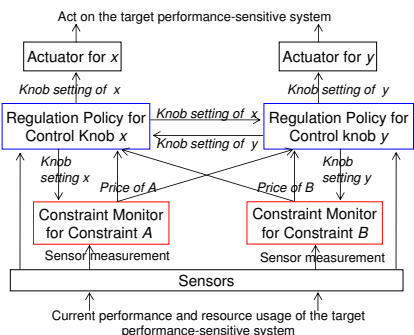 Act on the target performance-sensitive system
Actuator for x
Actuator for y
Knob setting of x
Knob setting of y
Regulation Policy for
Control Knob x
Knob setting of x
Knob setting of y
Regulation Policy for
Control knob y
Knob
setting x
Price of A
Price of B
Knob
setting y
Constraint Monitor
for Constraint A
Constraint Monitor
for Constraint B
Sensor measurement
Sensor measurement
Sensors
Current performance and resource usage of the target
performance-sensitive system